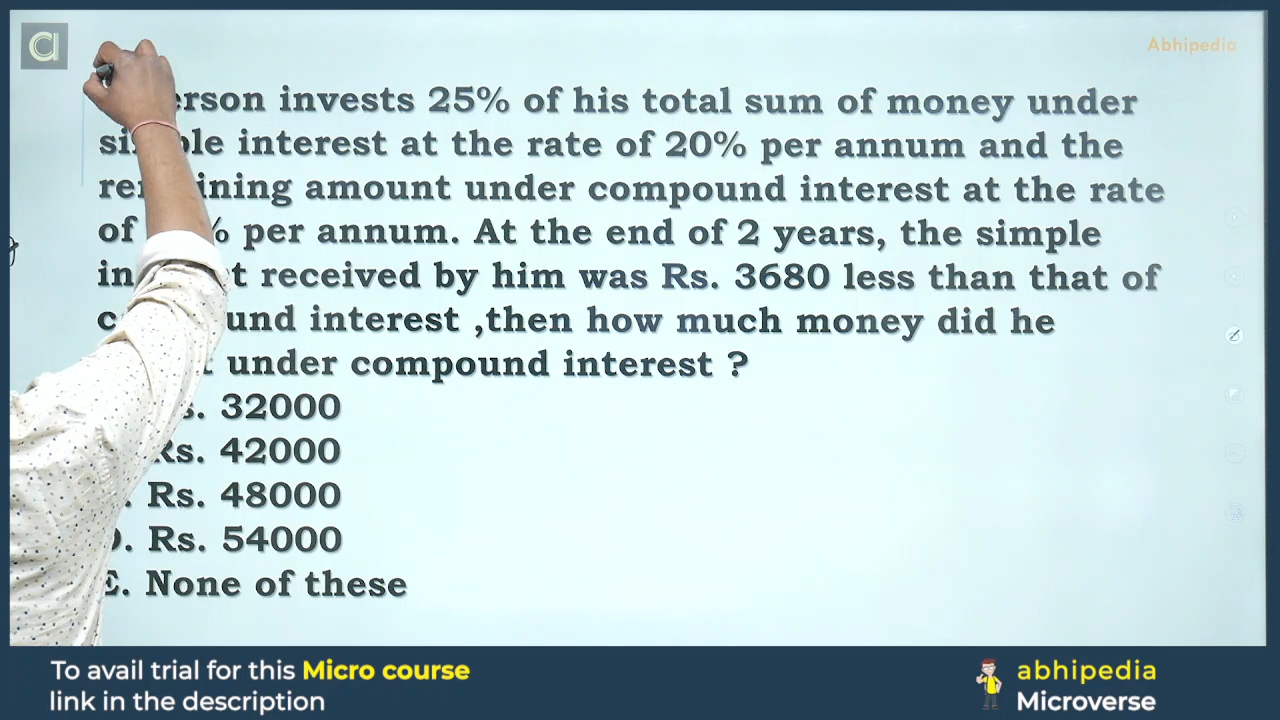 Abhipedia
erson invests 25% of his total sum of money under
si ple interest at the rate of 20% per annum and the
re ining amount under compound interest at the rate
of % per annum. At the end of 2 years, the simple
in t received by him was Rs. 3680 less than that of
c und interest ,then how much money did he
t under compound interest ?
s. 32000
Rs. 42000
. Rs. 48000
D. Rs. 54000
E. None of these
To avail trial for this Micro course
link in the description
abhipedia
Microverse